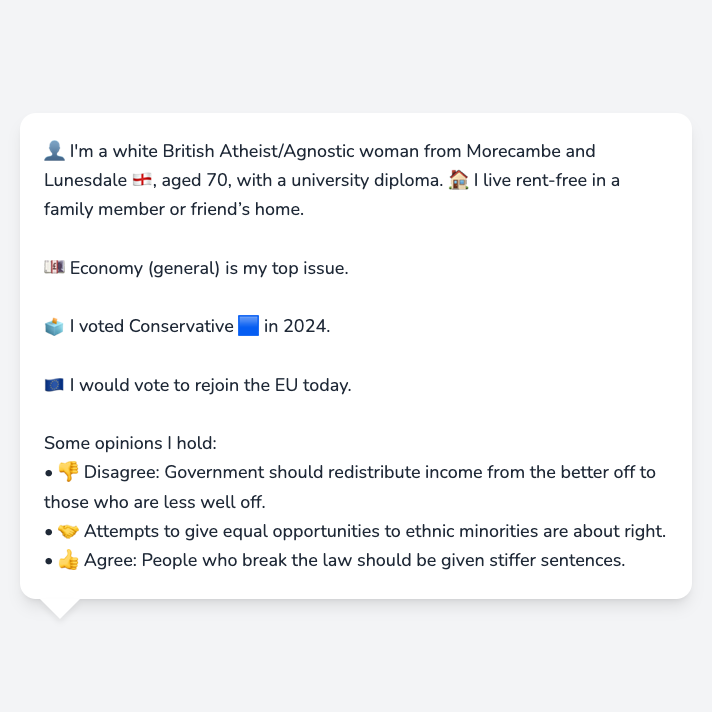 👤 I'm a white British Atheist/Agnostic woman from Morecambe and
Lunesdale 🏴󠁧󠁢󠁥󠁮󠁧󠁿, aged 70, with a university diploma. 🏠 I live rent-free in a
family member or friend’s home.
💷 Economy (general) is my top issue.
🗳️ I voted Conservative 🟦 in 2024.
🇪🇺 I would vote to rejoin the EU today.
Some opinions I hold:
• 👎 Disagree: Government should redistribute income from the better off to
those who are less well off.
• 🤝 Attempts to give equal opportunities to ethnic minorities are about right.
• 👍 Agree: People who break the law should be given stiffer sentences.